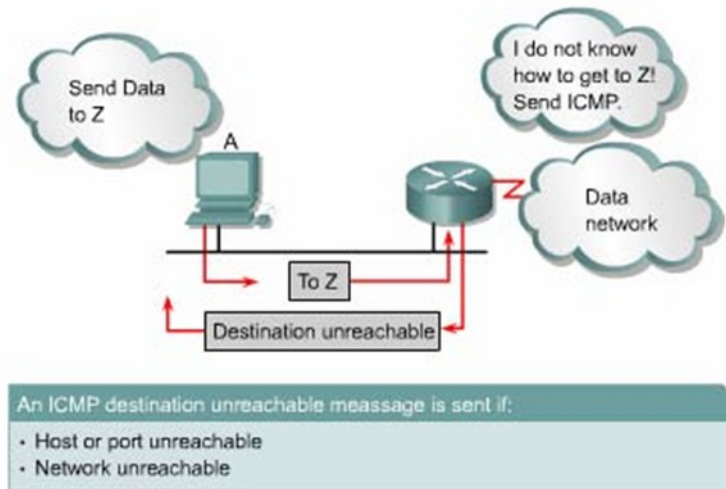 Send Data
to Z
I do not know
how to get to Z!
Send ICMP.
A
Data
network
To Z
Destination unreachable
An ICMP destination unreachable meassage is sent if:
· Host or port unreachable
· Network unreachable